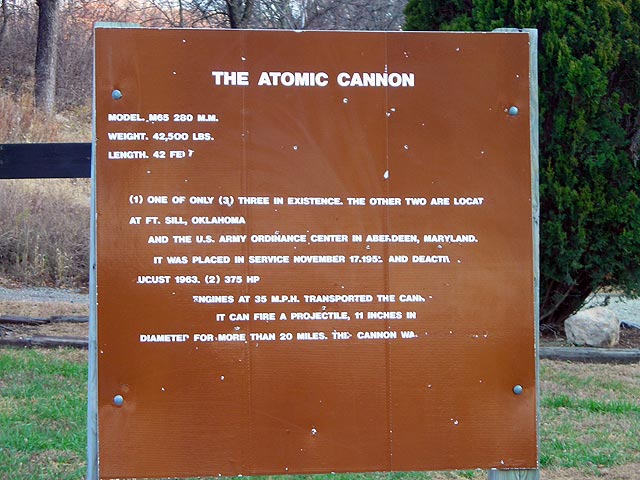 THE ATOMIC CANNON
MODEL. M65 280 M.M.
WEIGHT. 42,500 LBS.
LENGTH. 42
(1) ONE OF ONLY (3) THREE IN EXISTENCE. THE OTHER TWO ARE LOCAT
AT FT. SILL, OKLAHOMA
AND THE U.S. ARMY ORDINANCE CENTER IN ABERDEEN, MARYLAND.
IT WAS PLACED IN SERVICE NOVEMBER AND
1963. (2) 375 HP
ENGINES AT 35 M.P.H. TRANSPORTED THE
IT CAN FIRE A PROJECTILE, 11 INCHES IN
DIAMETER FOR MORE THAN 20 MILES. THE CANNON